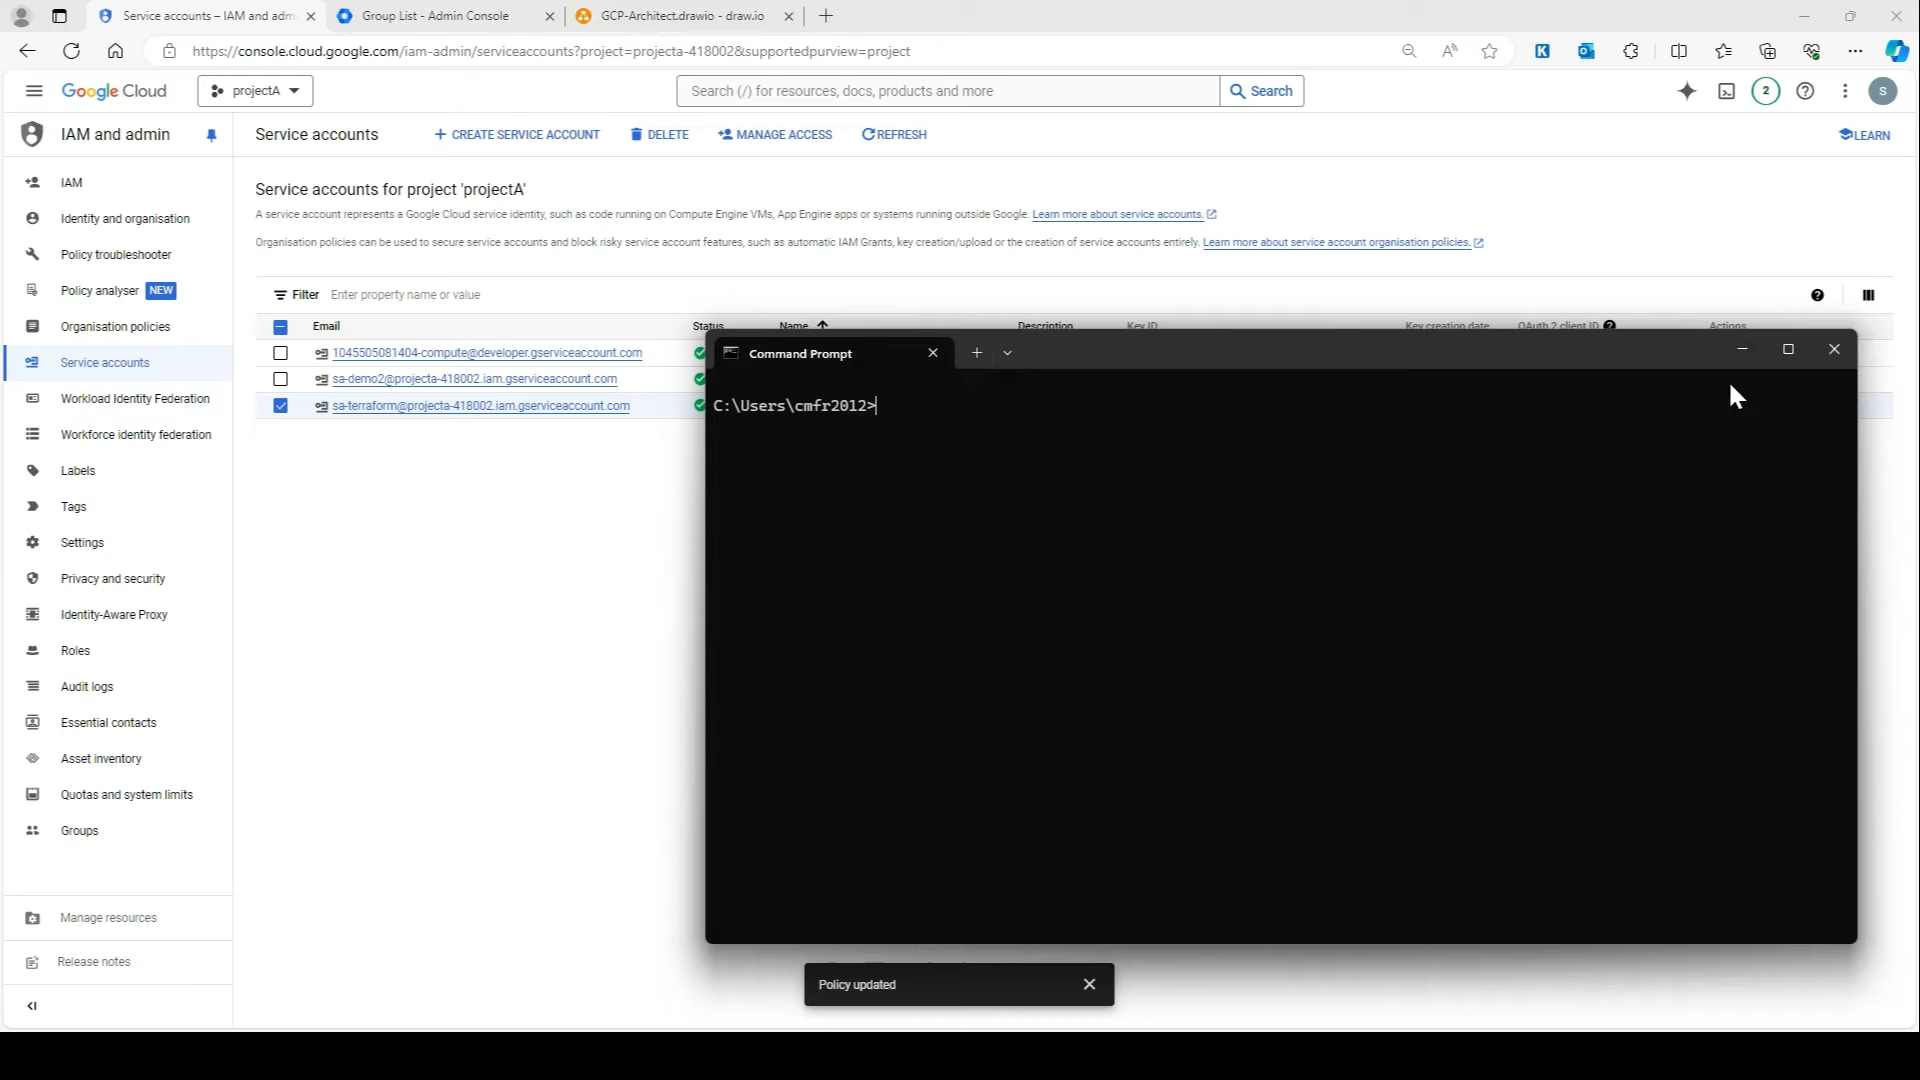 Service accounts – IAM and adm
Group List - Admin Console
GCP-Architect.drawio - draw.io
https://console.cloud.google.com/iam-admin/serviceaccounts?project=projecta-418002&supportedpurview=project
Google Cloud
projectA
Search (/) for resources, docs, products and more
Search
2
S
IAM and admin
Service accounts
CREATE SERVICE ACCOUNT
DELETE
MANAGE ACCESS
REFRESH
LEARN
IAM
Identity and organisation
Policy troubleshooter
Policy analyser NEW
Organisation policies
Service accounts
Workload Identity Federation
Workforce identity federation
Labels
Tags
Settings
Privacy and security
Identity-Aware Proxy
Roles
Audit logs
Essential contacts
Asset inventory
Quotas and system limits
Groups
Manage resources
Release notes
Service accounts for project 'projectA'
A service account represents a Google Cloud service identity, such as code running on Compute Engine VMs, App Engine apps or systems running outside Google. Learn more about service accounts.
Organisation policies can be used to secure service accounts and block risky service account features, such as automatic IAM Grants, key creation/upload or the creation of service accounts entirely. Learn more about service account organisation policies.
Filter Enter property name or value
Email Status Name Description Key ID Key creation date OAuth 2 client ID Actions
1045505081404-compute@developer.gserviceaccount.com
sa-demo2@projecta-418002.iam.gserviceaccount.com
sa-terraform@projecta-418002.iam.gserviceaccount.com
Command Prompt
C:\Users\cmfr2012>
Policy updated